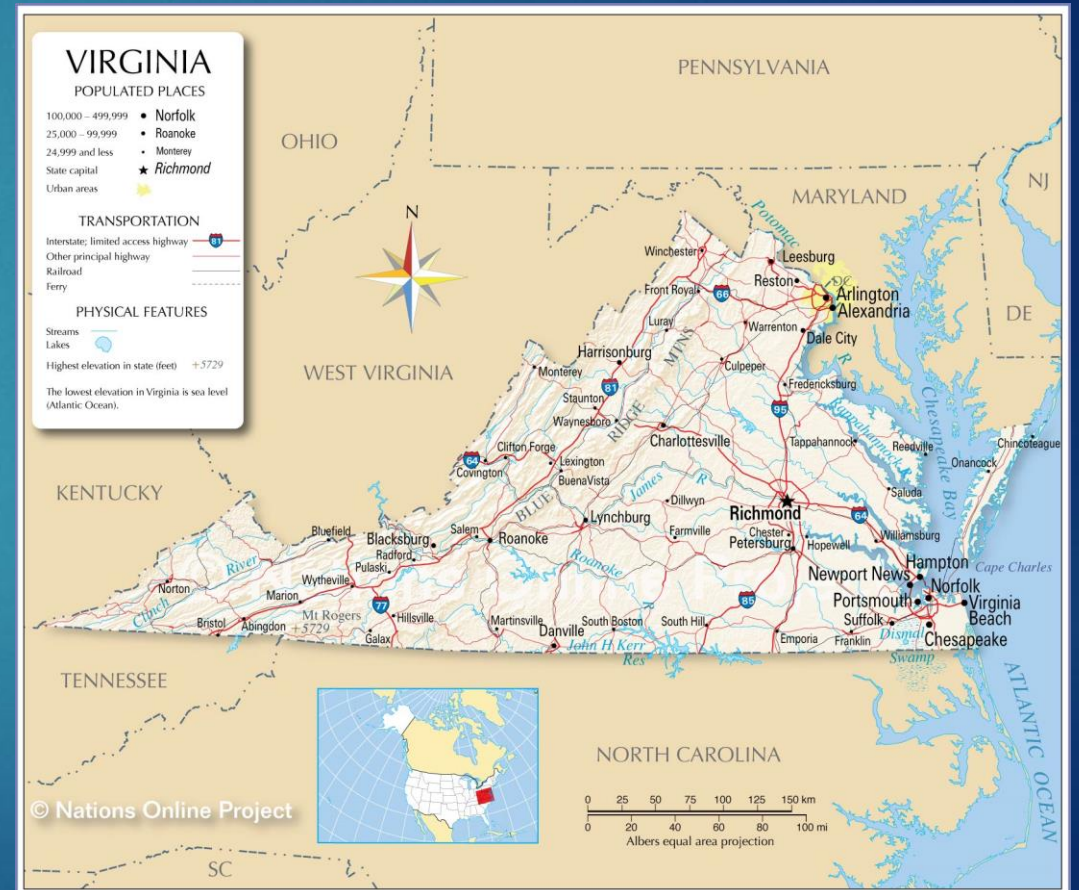 VIRGINIA
POPULATED PLACES
100,000 – 499,999 Norfolk
25,000 – 99,999 Roanoke
24,999 and less Monterey
State capital Richmond
Urban areas
TRANSPORTATION
Interstate; limited access highway 81
Other principal highway
Railroad
Ferry
PHYSICAL FEATURES
Streams
Lakes
Highest elevation in state (feet) +5729
The lowest elevation in Virginia is sea level
(Atlantic Ocean).
PENNSYLVANIA
OHIO
MARYLAND
NJ
N
Potomac
R
Winchester
Leesburg
Reston
DC
Arlington
Alexandria
Front Royal
66
DE
Luray
Warrenton
Dale City
Harrisonburg
MTNS
WEST VIRGINIA
Monterey
Culpeper
81
Staunton
Fredericksburg
95
Waynesboro
RIDGE
Rappahannock R
Chesapeake Bay
Charlottesville
Tappahannock
Reedville
Chincoteague
Clifton Forge
64
Covington
Lexington
Onancock
BuenaVista
KENTUCKY
James R
Dillwyn
Saluda
BLUE
Richmond
64
Lynchburg
Bluefield
Salem
Blacksburg
Roanoke
Farmville
Chester
Williamsburg
Radford
Petersburg
Hopewell
River
Pulaski
Roanoke
R
Hampton
Cape Charles
Norton
Wytheville
Newport News
Norfolk
Clinch
Marion
77
85
Portsmouth
Virginia
Beach
Mt Rogers
+5729
Hillsville
Bristol
Abingdon
Martinsville
South Boston
South Hill
Suffolk
Galax
Danville
Emporia
Franklin
Dismal
Swamp
Chesapeake
John H Kerr
Res
TENNESSEE
ATLANTIC OCEAN
NORTH CAROLINA
© Nations Online Project
0 25 50 75 100 125 150 km
0 20 40 60 80 100 mi
Albers equal area projection
SC